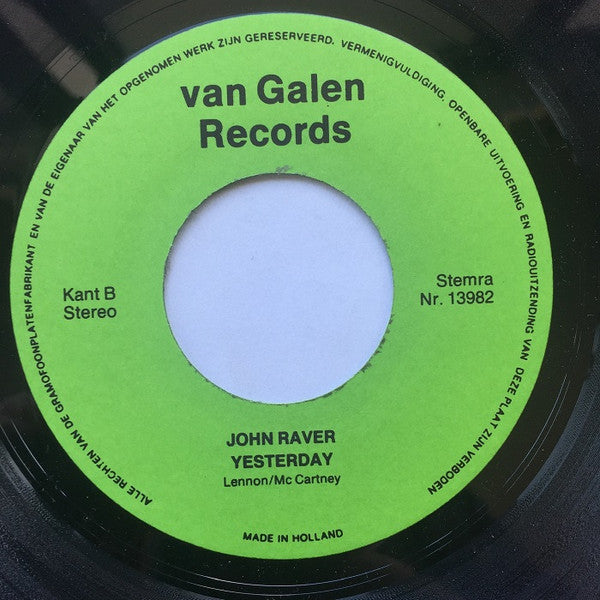 ALLE RECHTEN VAN DE GRAMOFOONPLATENFABRIKANT EN VAN DE EIGENAAR VAN HET OPGENOMEN WERK ZIJN GERESERVEERD. VERMENIGVULDIGING, OPENBARE UITVOERING EN RADIOUITZENDING VAN DEZE PLAAT ZIJN VERBODEN
van Galen
Records
Kant B
Stereo
Stemra
Nr. 13982
JOHN RAVER
YESTERDAY
Lennon/Mc Cartney
MADE IN HOLLAND